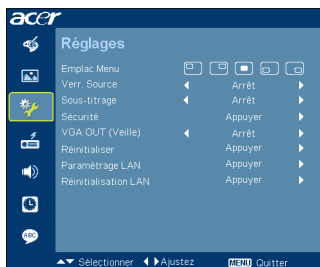 acer
Réglages
Emplac Menu
Verr. Source Arrêt
Sous-titrage Arrêt
Sécurité Appuyer
VGA OUT (Veille) Arrêt
Réinitialiser Appuyer
Paramétrage LAN Appuyer
Réinitialisation LAN Appuyer
ABC
Sélectionner Ajustez MENU Quitter